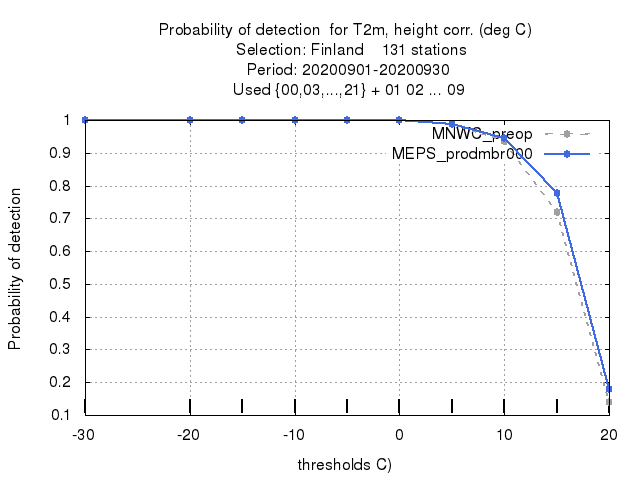 Probability of detection  for T2m, height corr. (deg C)
Selection: Finland    131 stations
Period: 20200901-20200930
Used {00,03,...,21} + 01 02 ... 09
MNWC_preop
MEPS_prodmbr000
Probability of detection
1
0.9
0.8
0.7
0.6
0.5
0.4
0.3
0.2
0.1
-30 -20 -10 0 10 20
thresholds C)